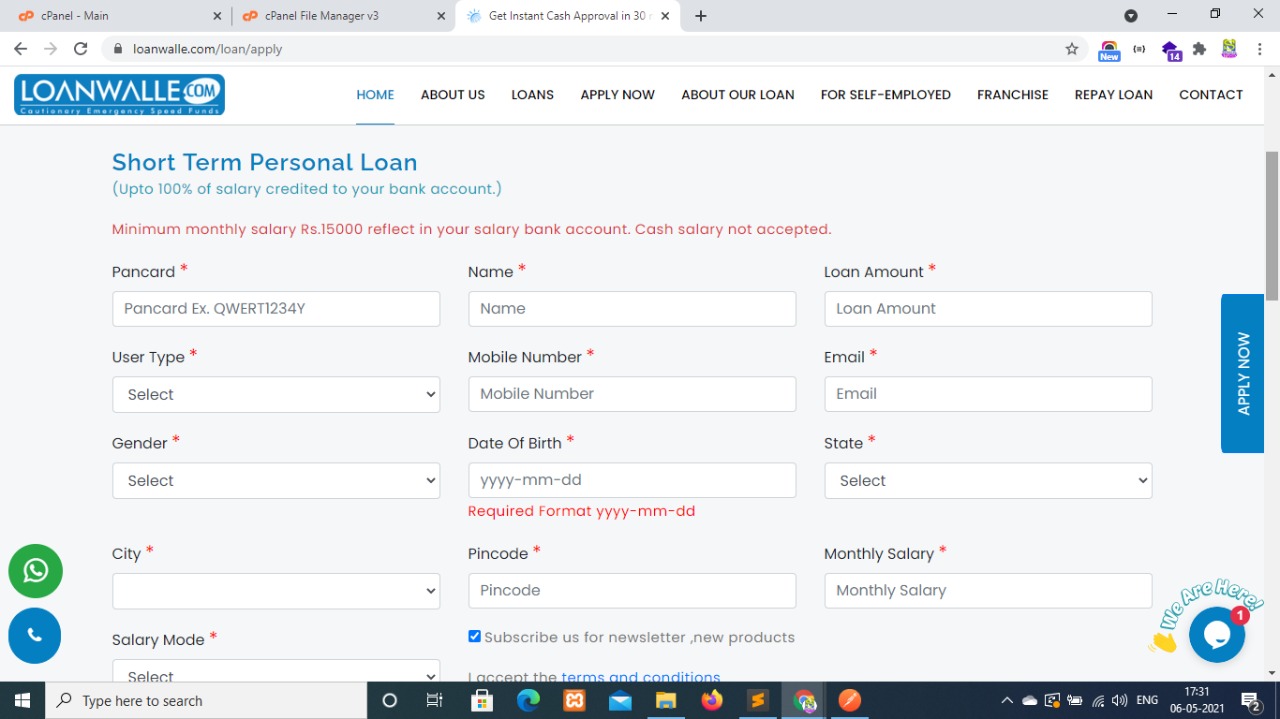 cPanel - Main
cPanel File Manager v3
Get Instant Cash Approval in 30
loanwalle.com/loan/apply
New
14
LOANWALLE.COM
Cautionary Emergency Speed Funds
HOME ABOUT US LOANS APPLY NOW ABOUT OUR LOAN FOR SELF-EMPLOYED FRANCHISE REPAY LOAN CONTACT
Short Term Personal Loan
(Upto 100% of salary credited to your bank account.)
Minimum monthly salary Rs.15000 reflect in your salary bank account. Cash salary not accepted.
Pancard * Name * Loan Amount *
Pancard Ex. QWERT1234Y Name Loan Amount
User Type * Mobile Number * Email *
Select Mobile Number Email
APPLY NOW
Gender * Date Of Birth * State *
Select yyyy-mm-dd Select
Required Format yyyy-mm-dd
City * Pincode * Monthly Salary *
Pincode Monthly Salary
We Are Here!
1
Salary Mode * Subscribe us for newsletter ,new products
Select I accept the terms and conditions
Type here to search
ENG
17:31
06-05-2021
2